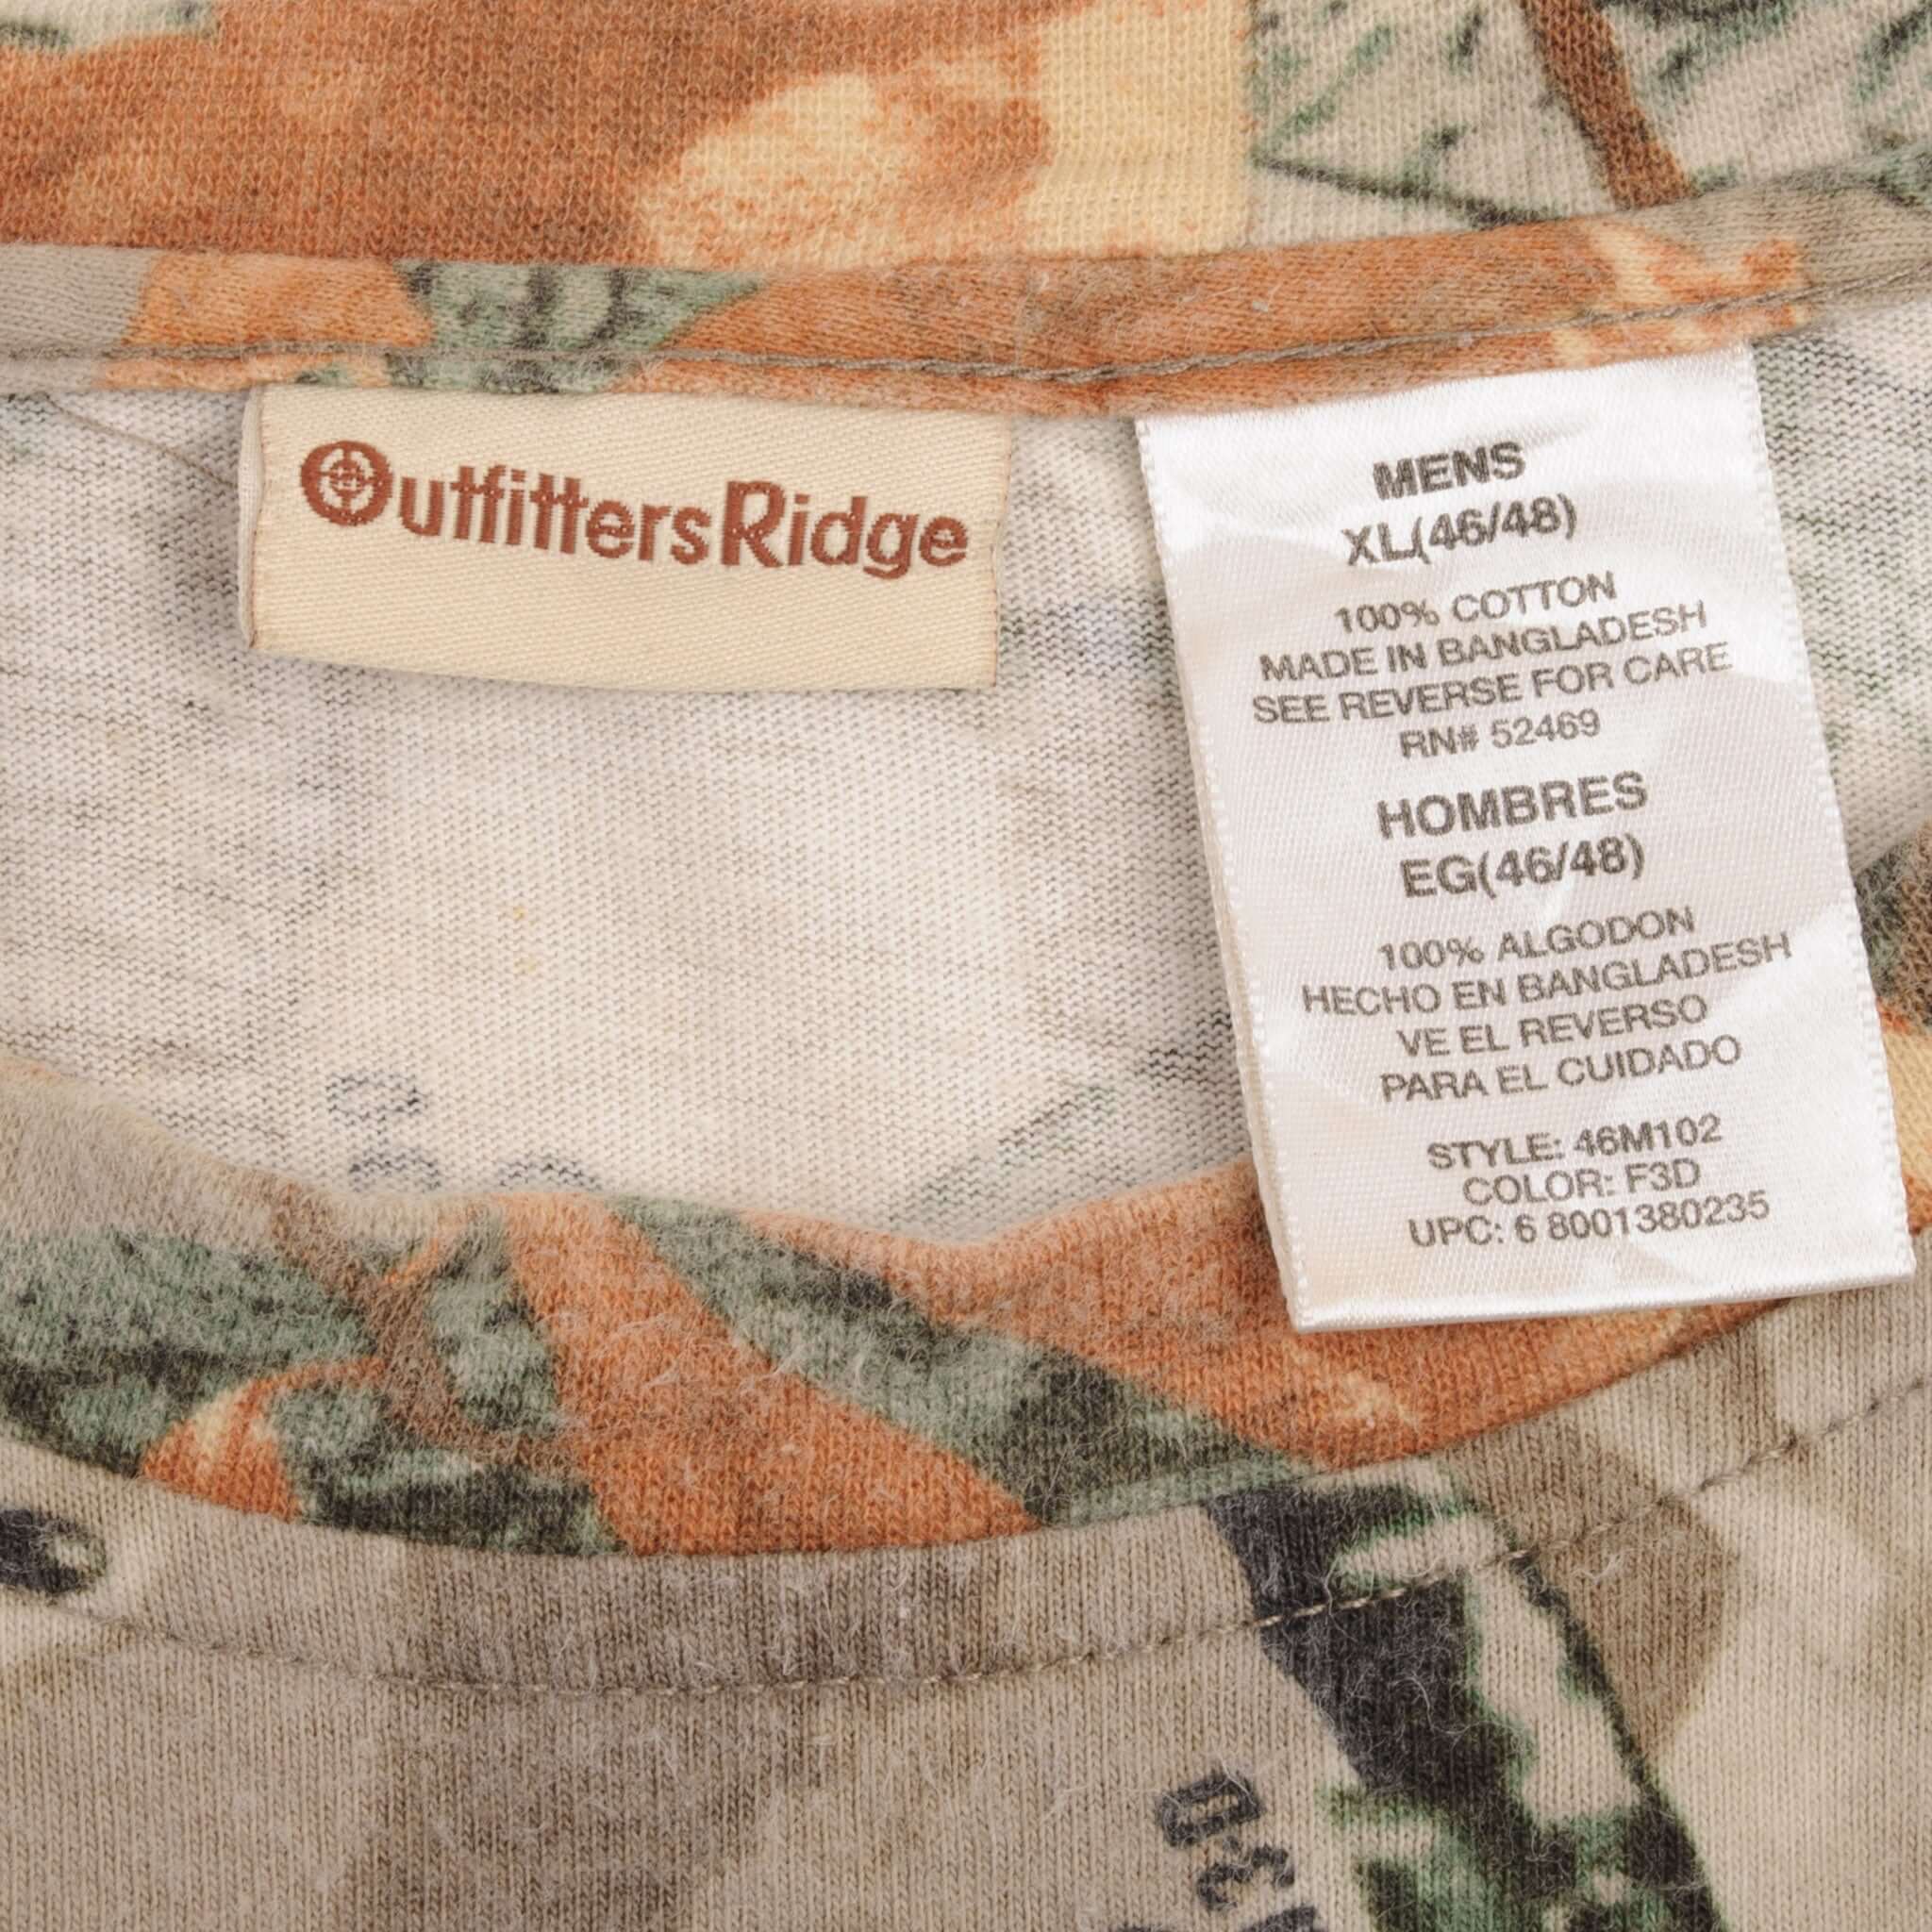 OutfittersRidge
MENS
XL(46/48)
100% COTTON
MADE IN BANGLADESH
SEE REVERSE FOR CARE
RN# 52469
HOMBRES
EG(46/48)
100% ALGODON
HECHO EN BANGLADESH
VE EL REVERSO
PARA EL CUIDADO
STYLE: 46M102
COLOR: F3D
UPC: 6 8001380235